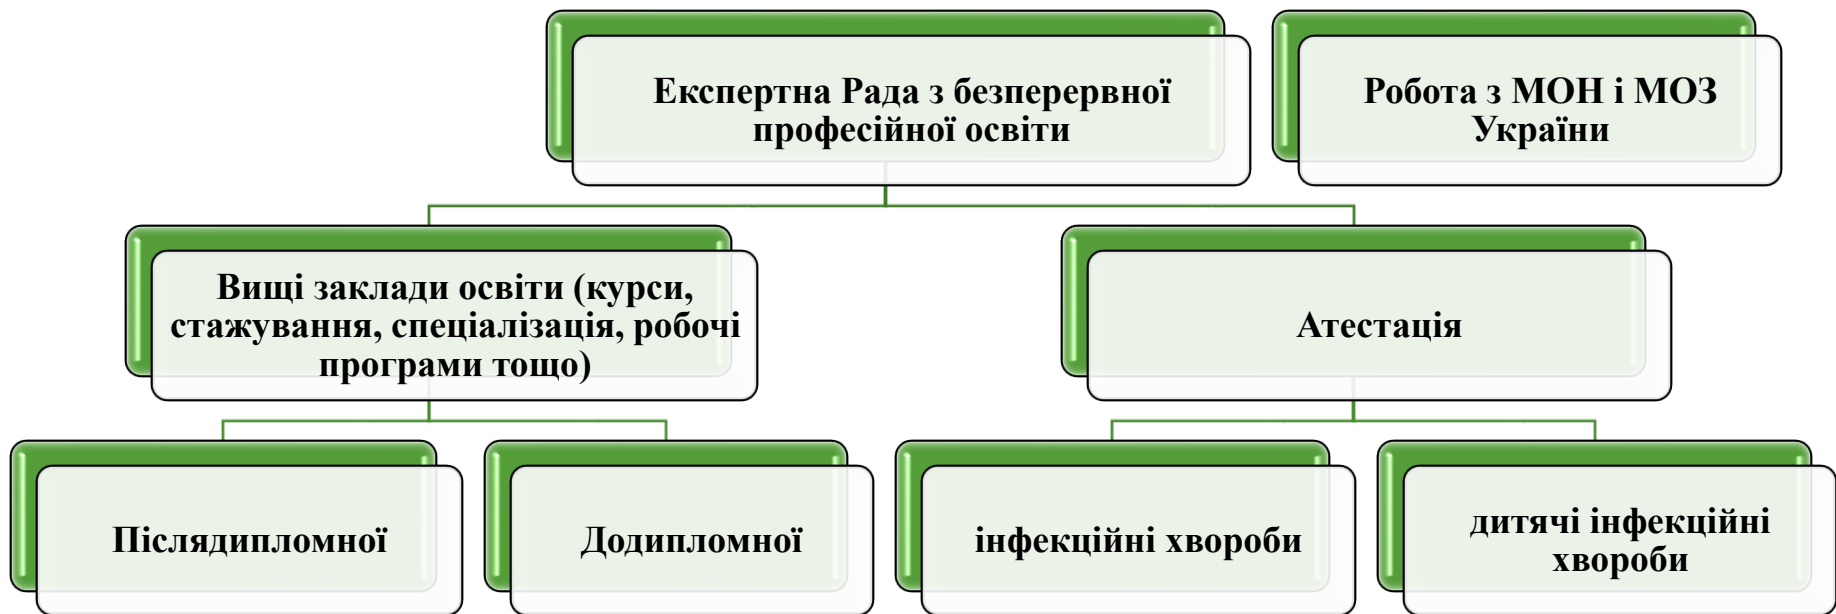 Експертна Рада з безперервної
професійної освіти
Робота з МОН і МОЗ
України
Вищі заклади освіти (курси,
стажування, спеціалізація, робочі
програми тощо)
Атестація
Післядипломної
Додипломної
інфекційні хвороби
дитячі інфекційні
хвороби